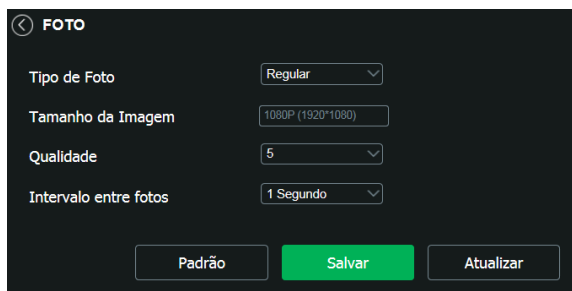 FOTO
Tipo de Foto Regular
Tamanho da Imagem 1080P (1920*1080)
Qualidade 5
Intervalo entre fotos 1 Segundo
Padrão Salvar Atualizar